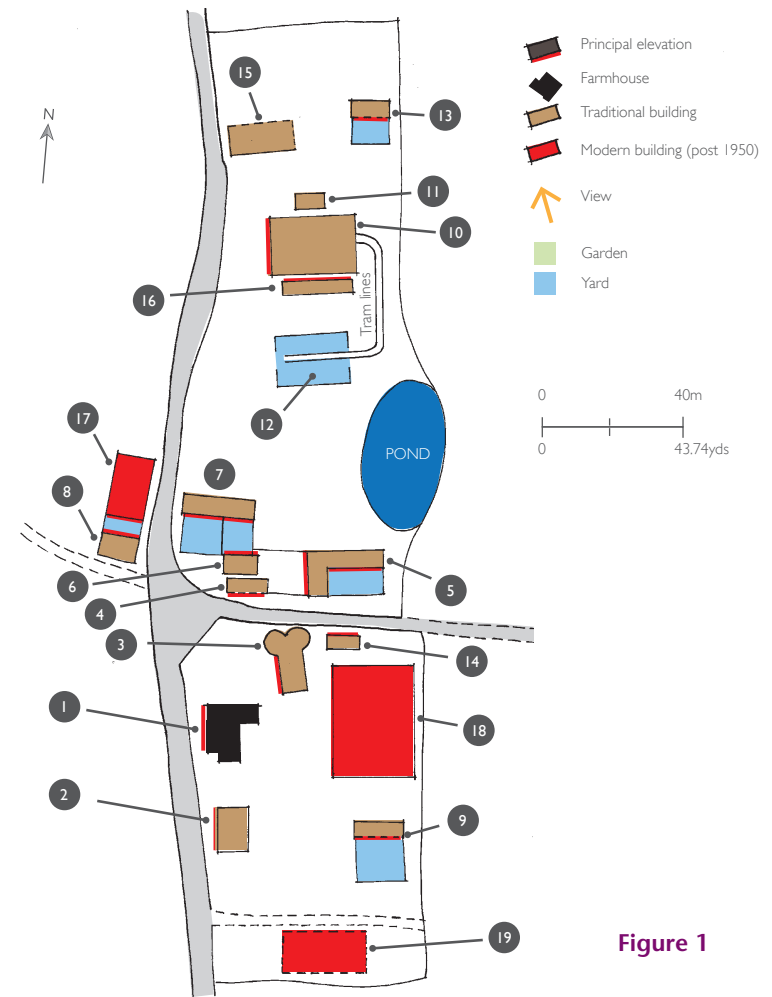 15
13
N
11
10
16
Tram lines
12
17
POND
7
8
6
5
4
3
14
1
18
2
9
19
Principal elevation
Farmhouse
Traditional building
Modern building (post 1950)
View
Garden
Yard
0 40m
0 43.74yds
Figure 1